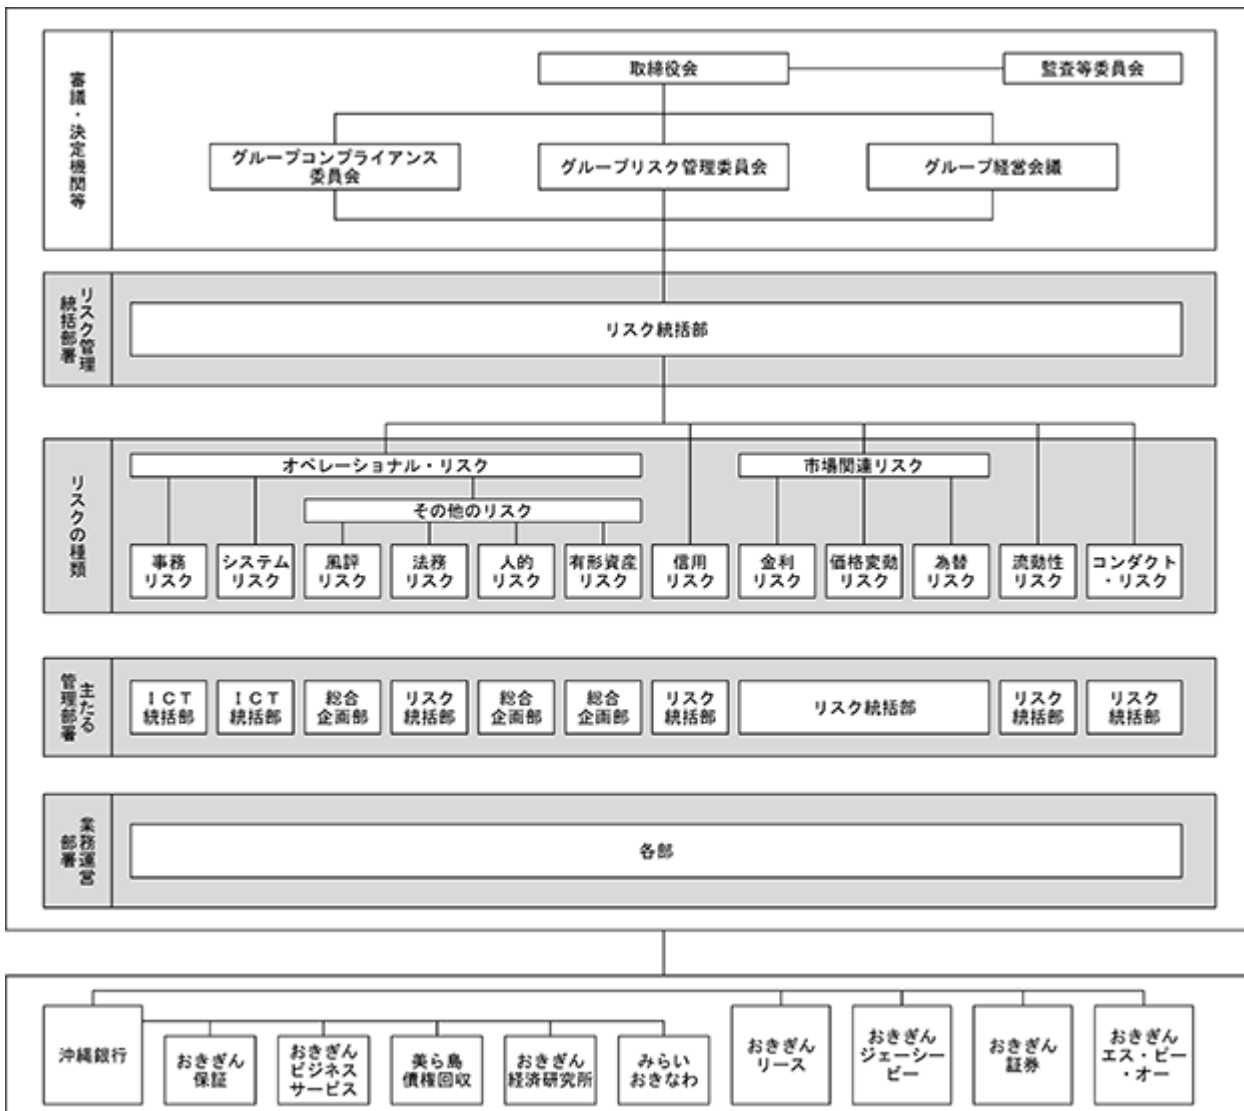 審議・決定機関等
取締役会
監査等委員会
グループコンプライアンス
委員会
グループリスク管理委員会
グループ経営会議
リスク管理
統括部署
リスク統括部
リスクの種類
オペレーショナル・リスク
市場関連リスク
その他のリスク
事務
リスク
システム
リスク
風評
リスク
法務
リスク
人的
リスク
有形資産
リスク
信用
リスク
金利
リスク
価格変動
リスク
為替
リスク
流動性
リスク
コンダクト
・リスク
主たる
管理部署
ICT
統括部
ICT
統括部
総合
企画部
リスク
統括部
総合
企画部
総合
企画部
リスク
統括部
リスク統括部
リスク
統括部
リスク
統括部
業務運営
部署
各部
沖縄銀行
おきぎん
保証
おきぎん
ビジネス
サービス
美ら島
債権回収
おきぎん
経済研究所
みらい
おきなわ
おきぎん
リース
おきぎん
ジェーシー
ビー
おきぎん
証券
おきぎん
エス・ピー
・オー